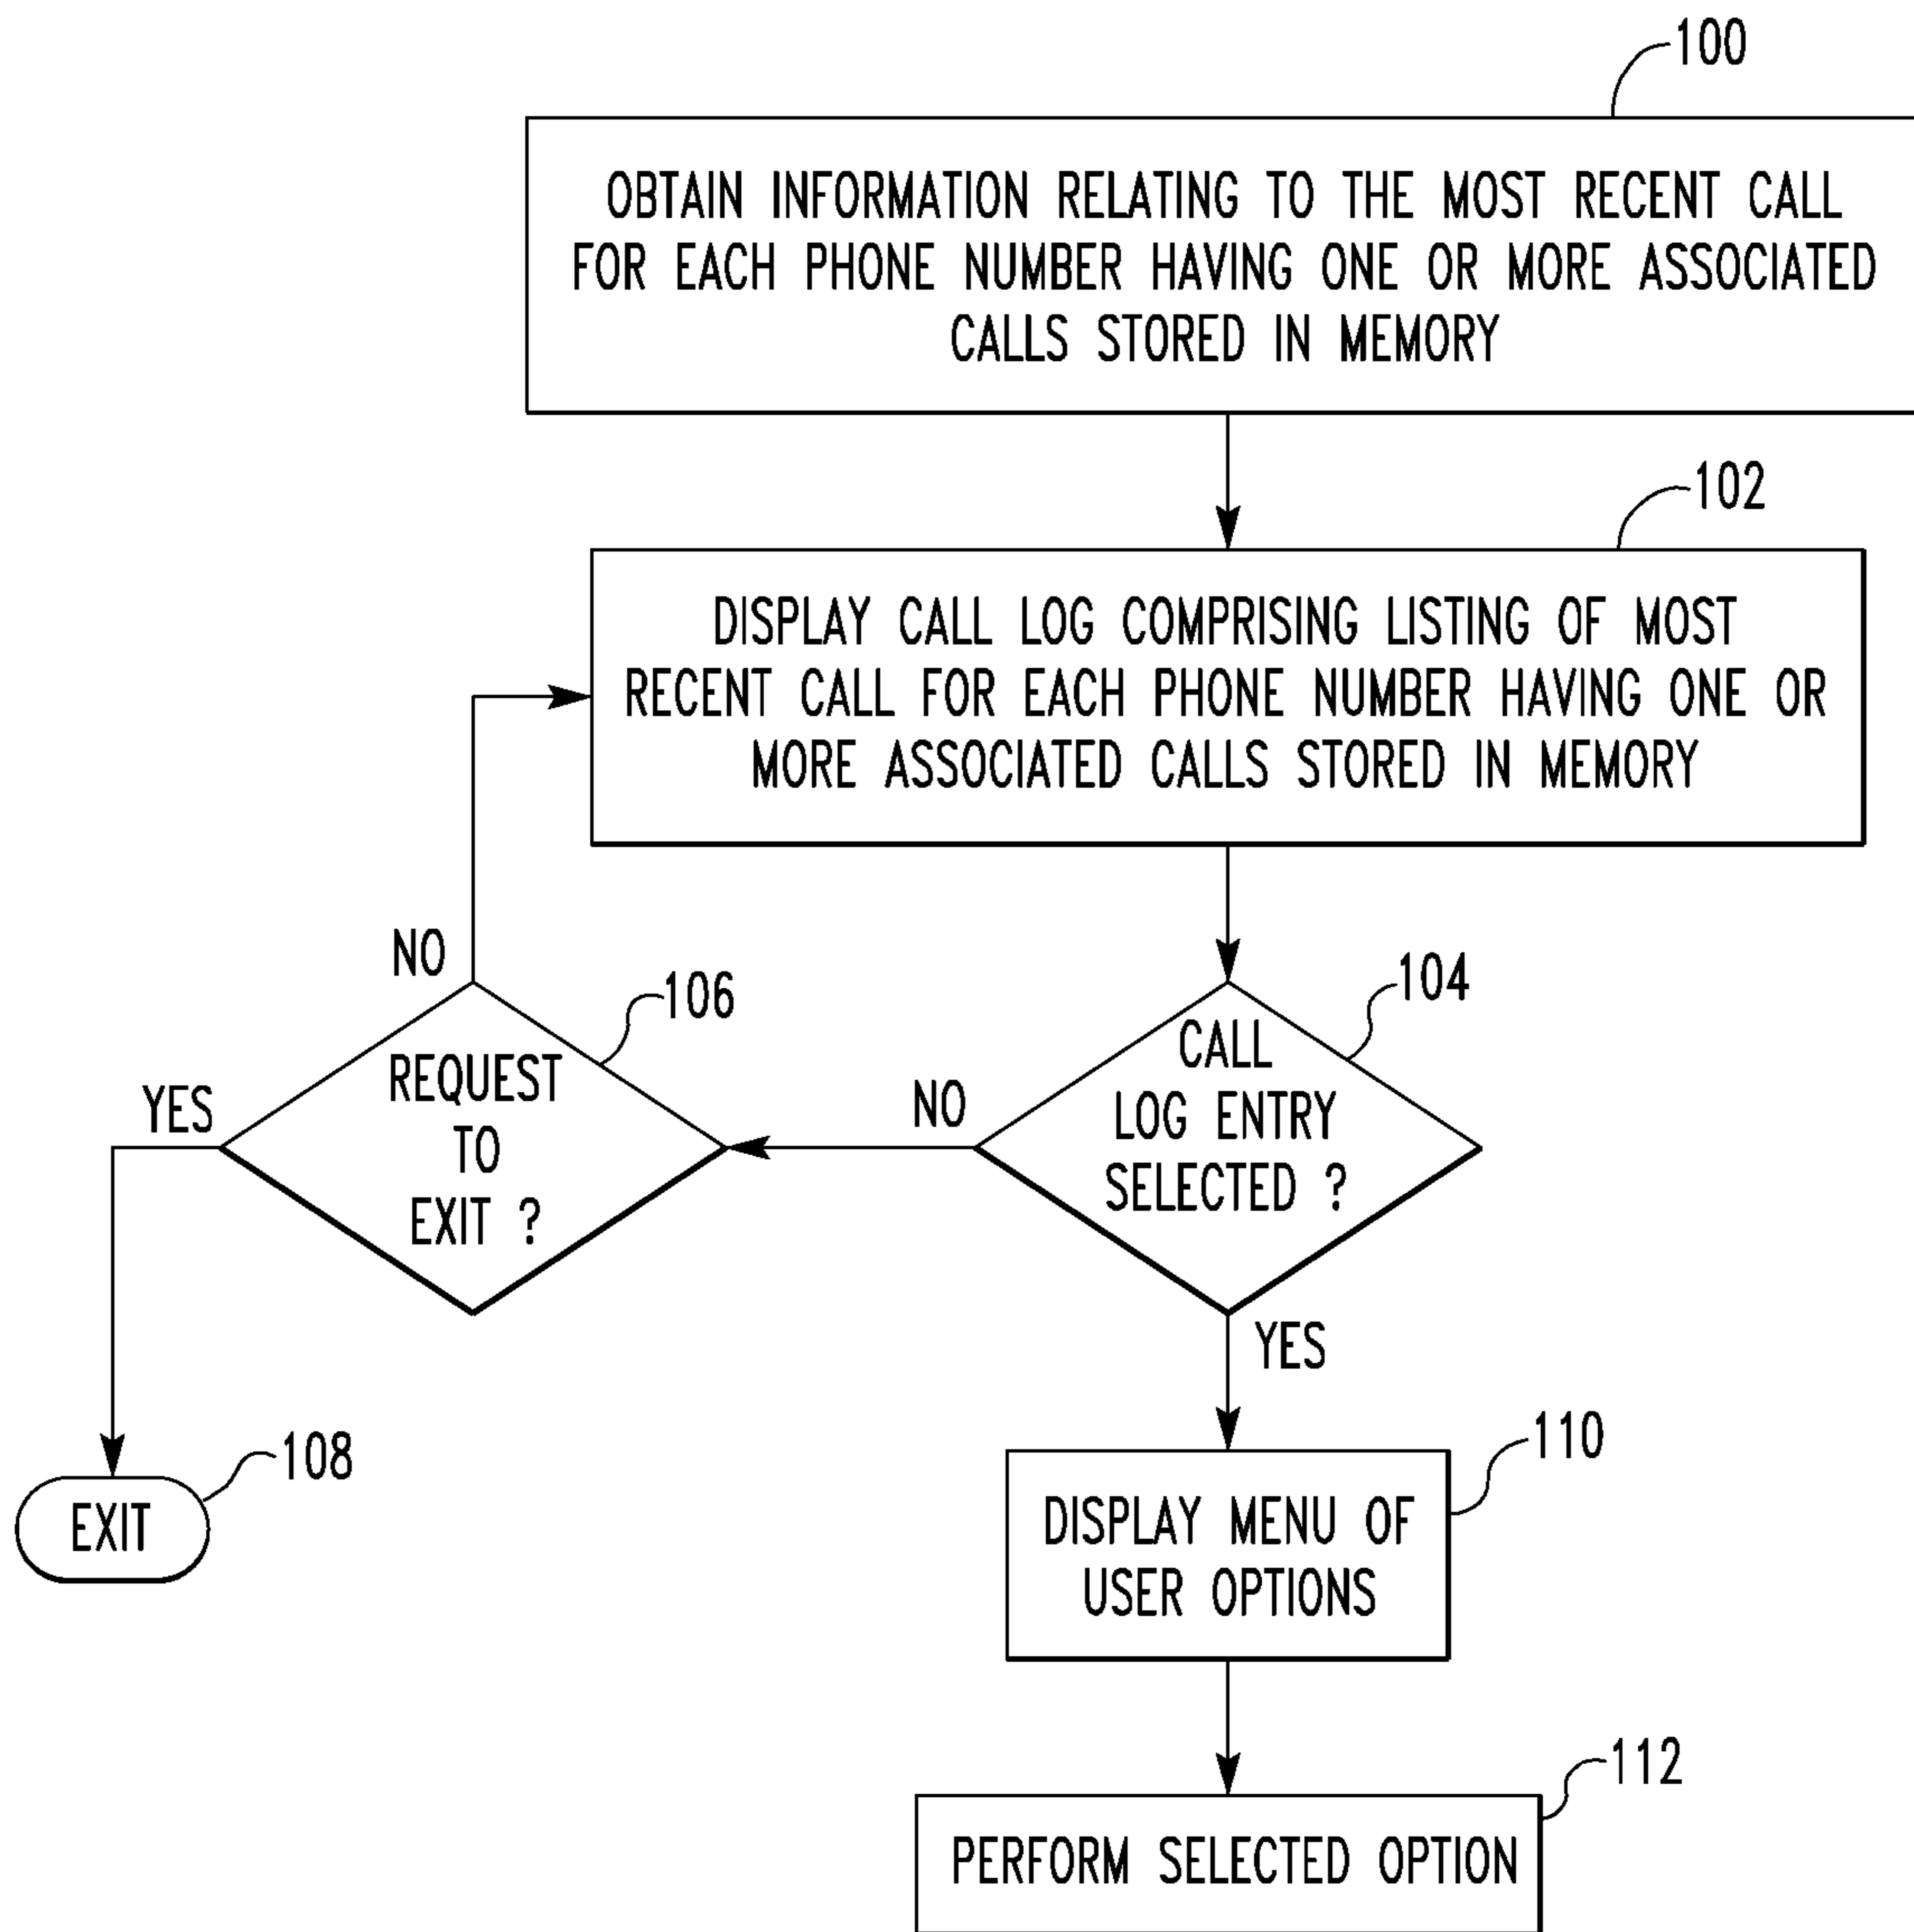 100
OBTAIN INFORMATION RELATING TO THE MOST RECENT CALL
FOR EACH PHONE NUMBER HAVING ONE OR MORE ASSOCIATED
CALLS STORED IN MEMORY
102
DISPLAY CALL LOG COMPRISING LISTING OF MOST
RECENT CALL FOR EACH PHONE NUMBER HAVING ONE OR
MORE ASSOCIATED CALLS STORED IN MEMORY
NO
106
REQUEST
TO
EXIT ?
YES
NO
104
CALL
LOG ENTRY
SELECTED ?
YES
108
EXIT
110
DISPLAY MENU OF
USER OPTIONS
112
PERFORM SELECTED OPTION